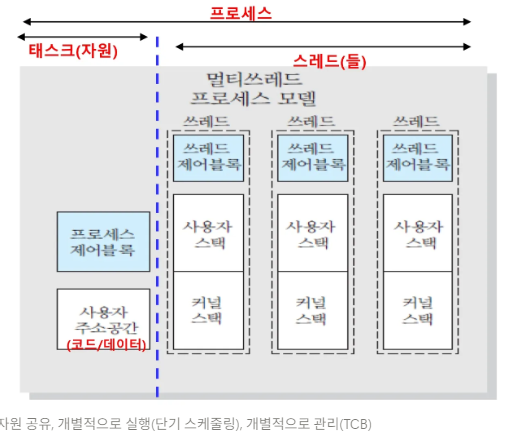 프로세스
태스크(자원)
스레드(들)
멀티쓰레드
프로세스 모델
쓰레드 쓰레드 쓰레드
쓰레드 쓰레드 쓰레드
제어블록 제어블록 제어블록
사용자 사용자 사용자
스택 스택 스택
프로세스
제어블록
커널 커널 커널
스택 스택 스택
사용자
주소공간
(코드/데이터)
자원 공유, 개별적으로 실행(단기 스케줄링), 개별적으로 관리(TCB)